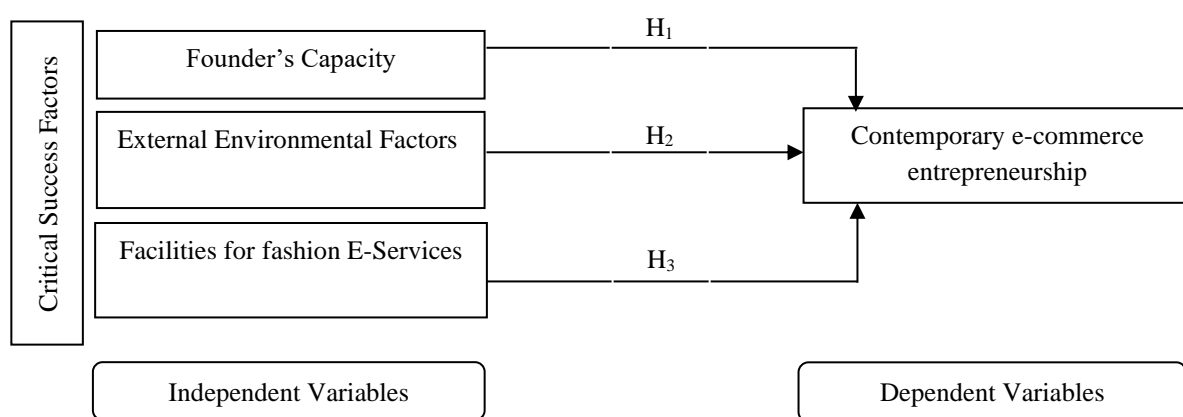 Critical Success Factors
Founder’s Capacity
H₁
External Environmental Factors
H₂
Contemporary e-commerce
entrepreneurship
Facilities for fashion E-Services
H₃
Independent Variables
Dependent Variables